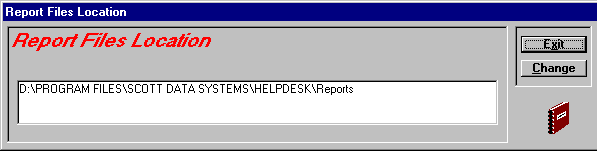 Report Files Location
Report Files Location
Exit
D:\PROGRAM FILES\SCOTT DATA SYSTEMS\HELPDESK\Reports
Change